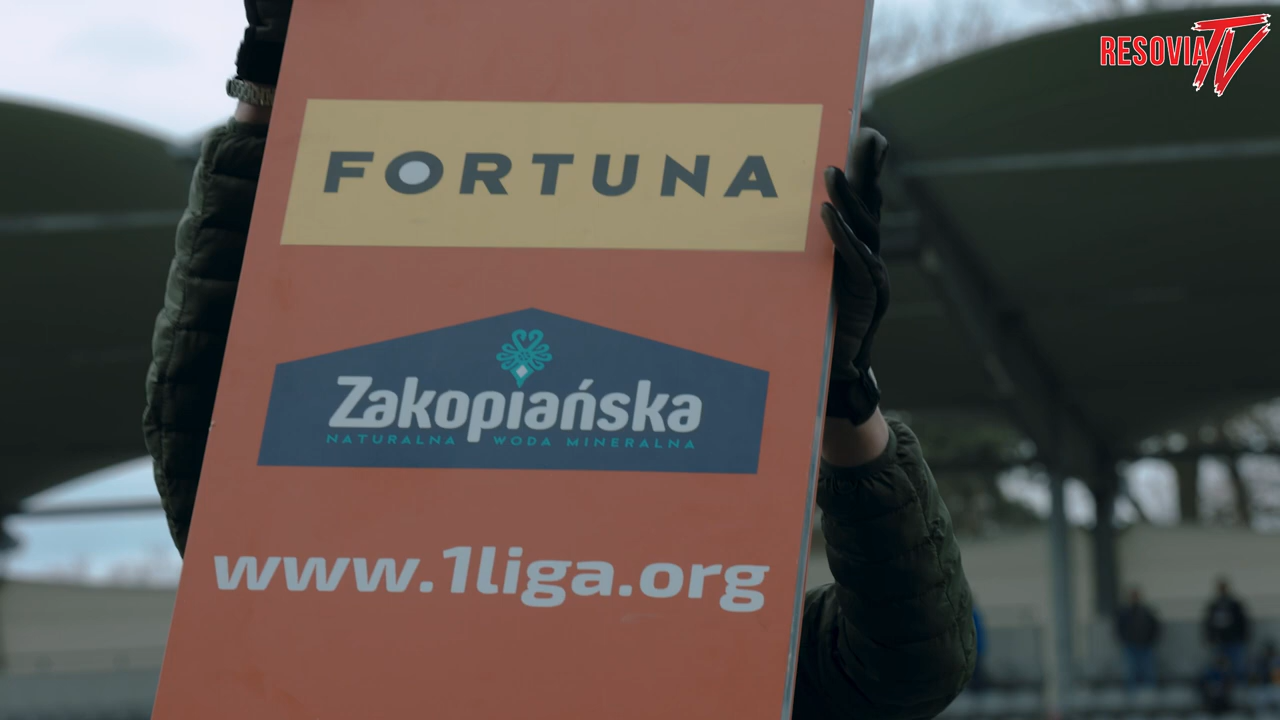 RESOVIA TV
FORTUNA
Zakopiańska
NATURALNA WODA MINERALNA
www.1liga.org